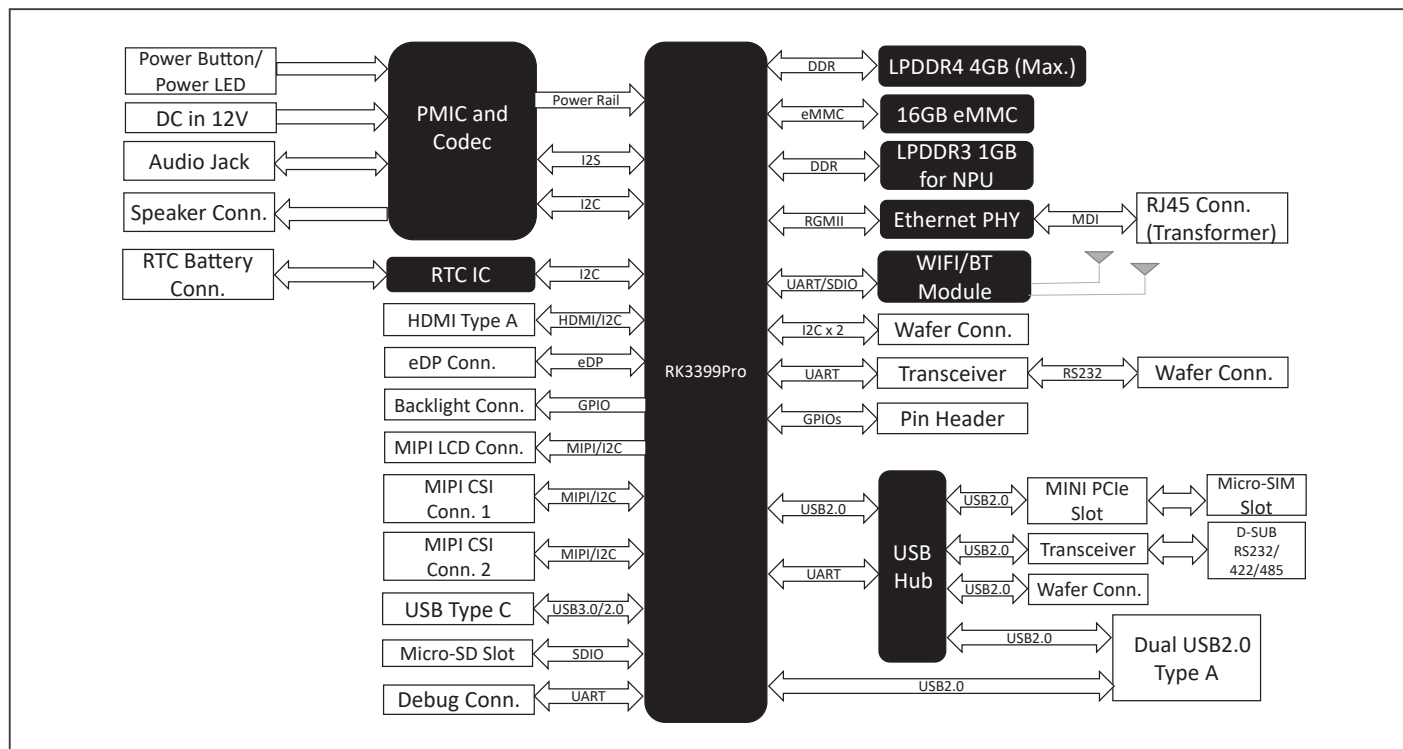 Power Button/
Power LED
DC in 12V
Audio Jack
Speaker Conn.
RTC Battery
Conn.
PMIC and
Codec
Power Rail
I2S
I2C
RTC IC
I2C
HDMI Type A
HDMI/I2C
eDP Conn.
eDP
Backlight Conn.
GPIO
MIPI LCD Conn.
MIPI/I2C
MIPI CSI
Conn. 1
MIPI/I2C
MIPI CSI
Conn. 2
MIPI/I2C
USB Type C
USB3.0/2.0
Micro-SD Slot
SDIO
Debug Conn.
UART
RK3399Pro
DDR
LPDDR4 4GB (Max.)
eMMC
16GB eMMC
DDR
LPDDR3 1GB
for NPU
RGMII
Ethernet PHY
MDI
RJ45 Conn.
(Transformer)
UART/SDIO
WIFI/BT
Module
I2C x 2
Wafer Conn.
UART
Transceiver
RS232
Wafer Conn.
GPIOs
Pin Header
USB2.0
UART
USB
Hub
USB2.0
MINI PCIe
Slot
Micro-SIM
Slot
USB2.0
Transceiver
D-SUB
RS232/
422/485
USB2.0
Wafer Conn.
USB2.0
Dual USB2.0
Type A
USB2.0